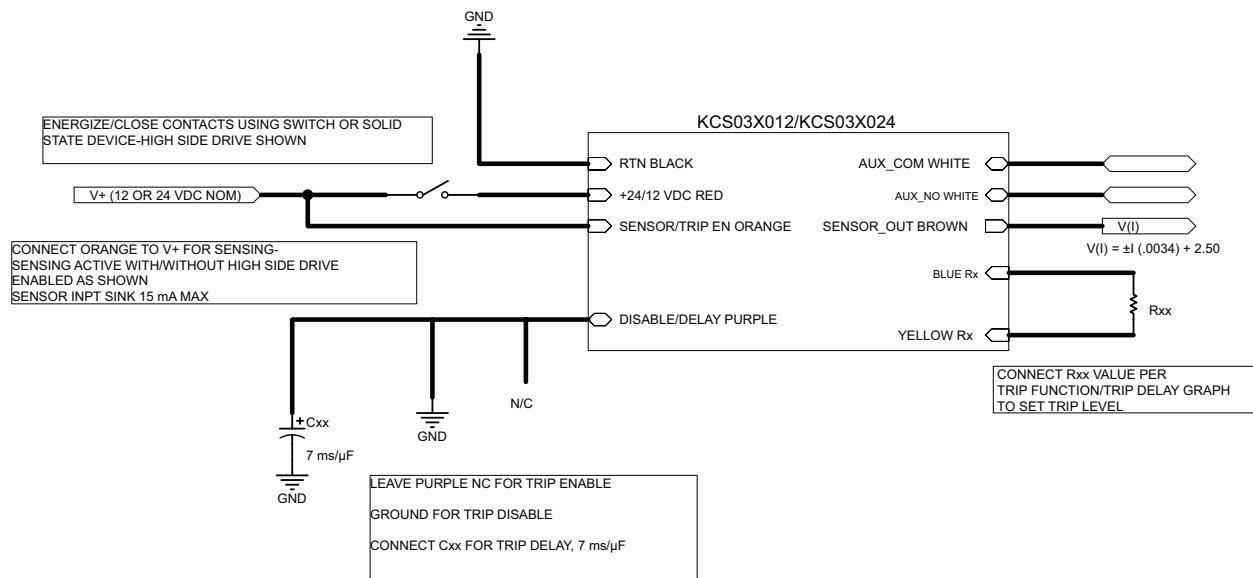 GND
ENERGIZE/CLOSE CONTACTS USING SWITCH OR SOLID
STATE DEVICE-HIGH SIDE DRIVE SHOWN
KCS03X012/KCS03X024
RTN BLACK
AUX_COM WHITE
V+ (12 OR 24 VDC NOM)
+24/12 VDC RED
AUX_NO WHITE
SENSOR/TRIP EN ORANGE
SENSOR_OUT BROWN
V(I)
V(I) = ±I (.0034) + 2.50
CONNECT ORANGE TO V+ FOR SENSING-
SENSING ACTIVE WITH/WITHOUT HIGH SIDE DRIVE
ENABLED AS SHOWN
SENSOR INPT SINK 15 mA MAX
BLUE Rx
Rxx
DISABLE/DELAY PURPLE
YELLOW Rx
CONNECT Rxx VALUE PER
TRIP FUNCTION/TRIP DELAY GRAPH
TO SET TRIP LEVEL
N/C
+
Cxx
GND
7 ms/µF
GND
LEAVE PURPLE NC FOR TRIP ENABLE
GROUND FOR TRIP DISABLE
CONNECT Cxx FOR TRIP DELAY, 7 ms/µF